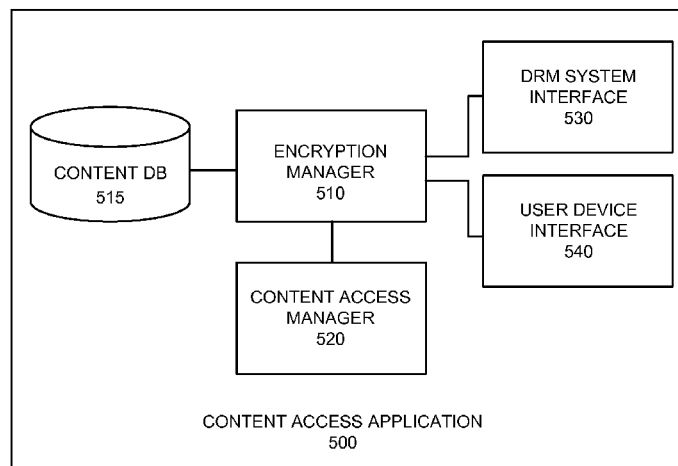 CONTENT DB
515
ENCRYPTION
MANAGER
510
DRM SYSTEM
INTERFACE
530
USER DEVICE
INTERFACE
540
CONTENT ACCESS
MANAGER
520
CONTENT ACCESS APPLICATION
500